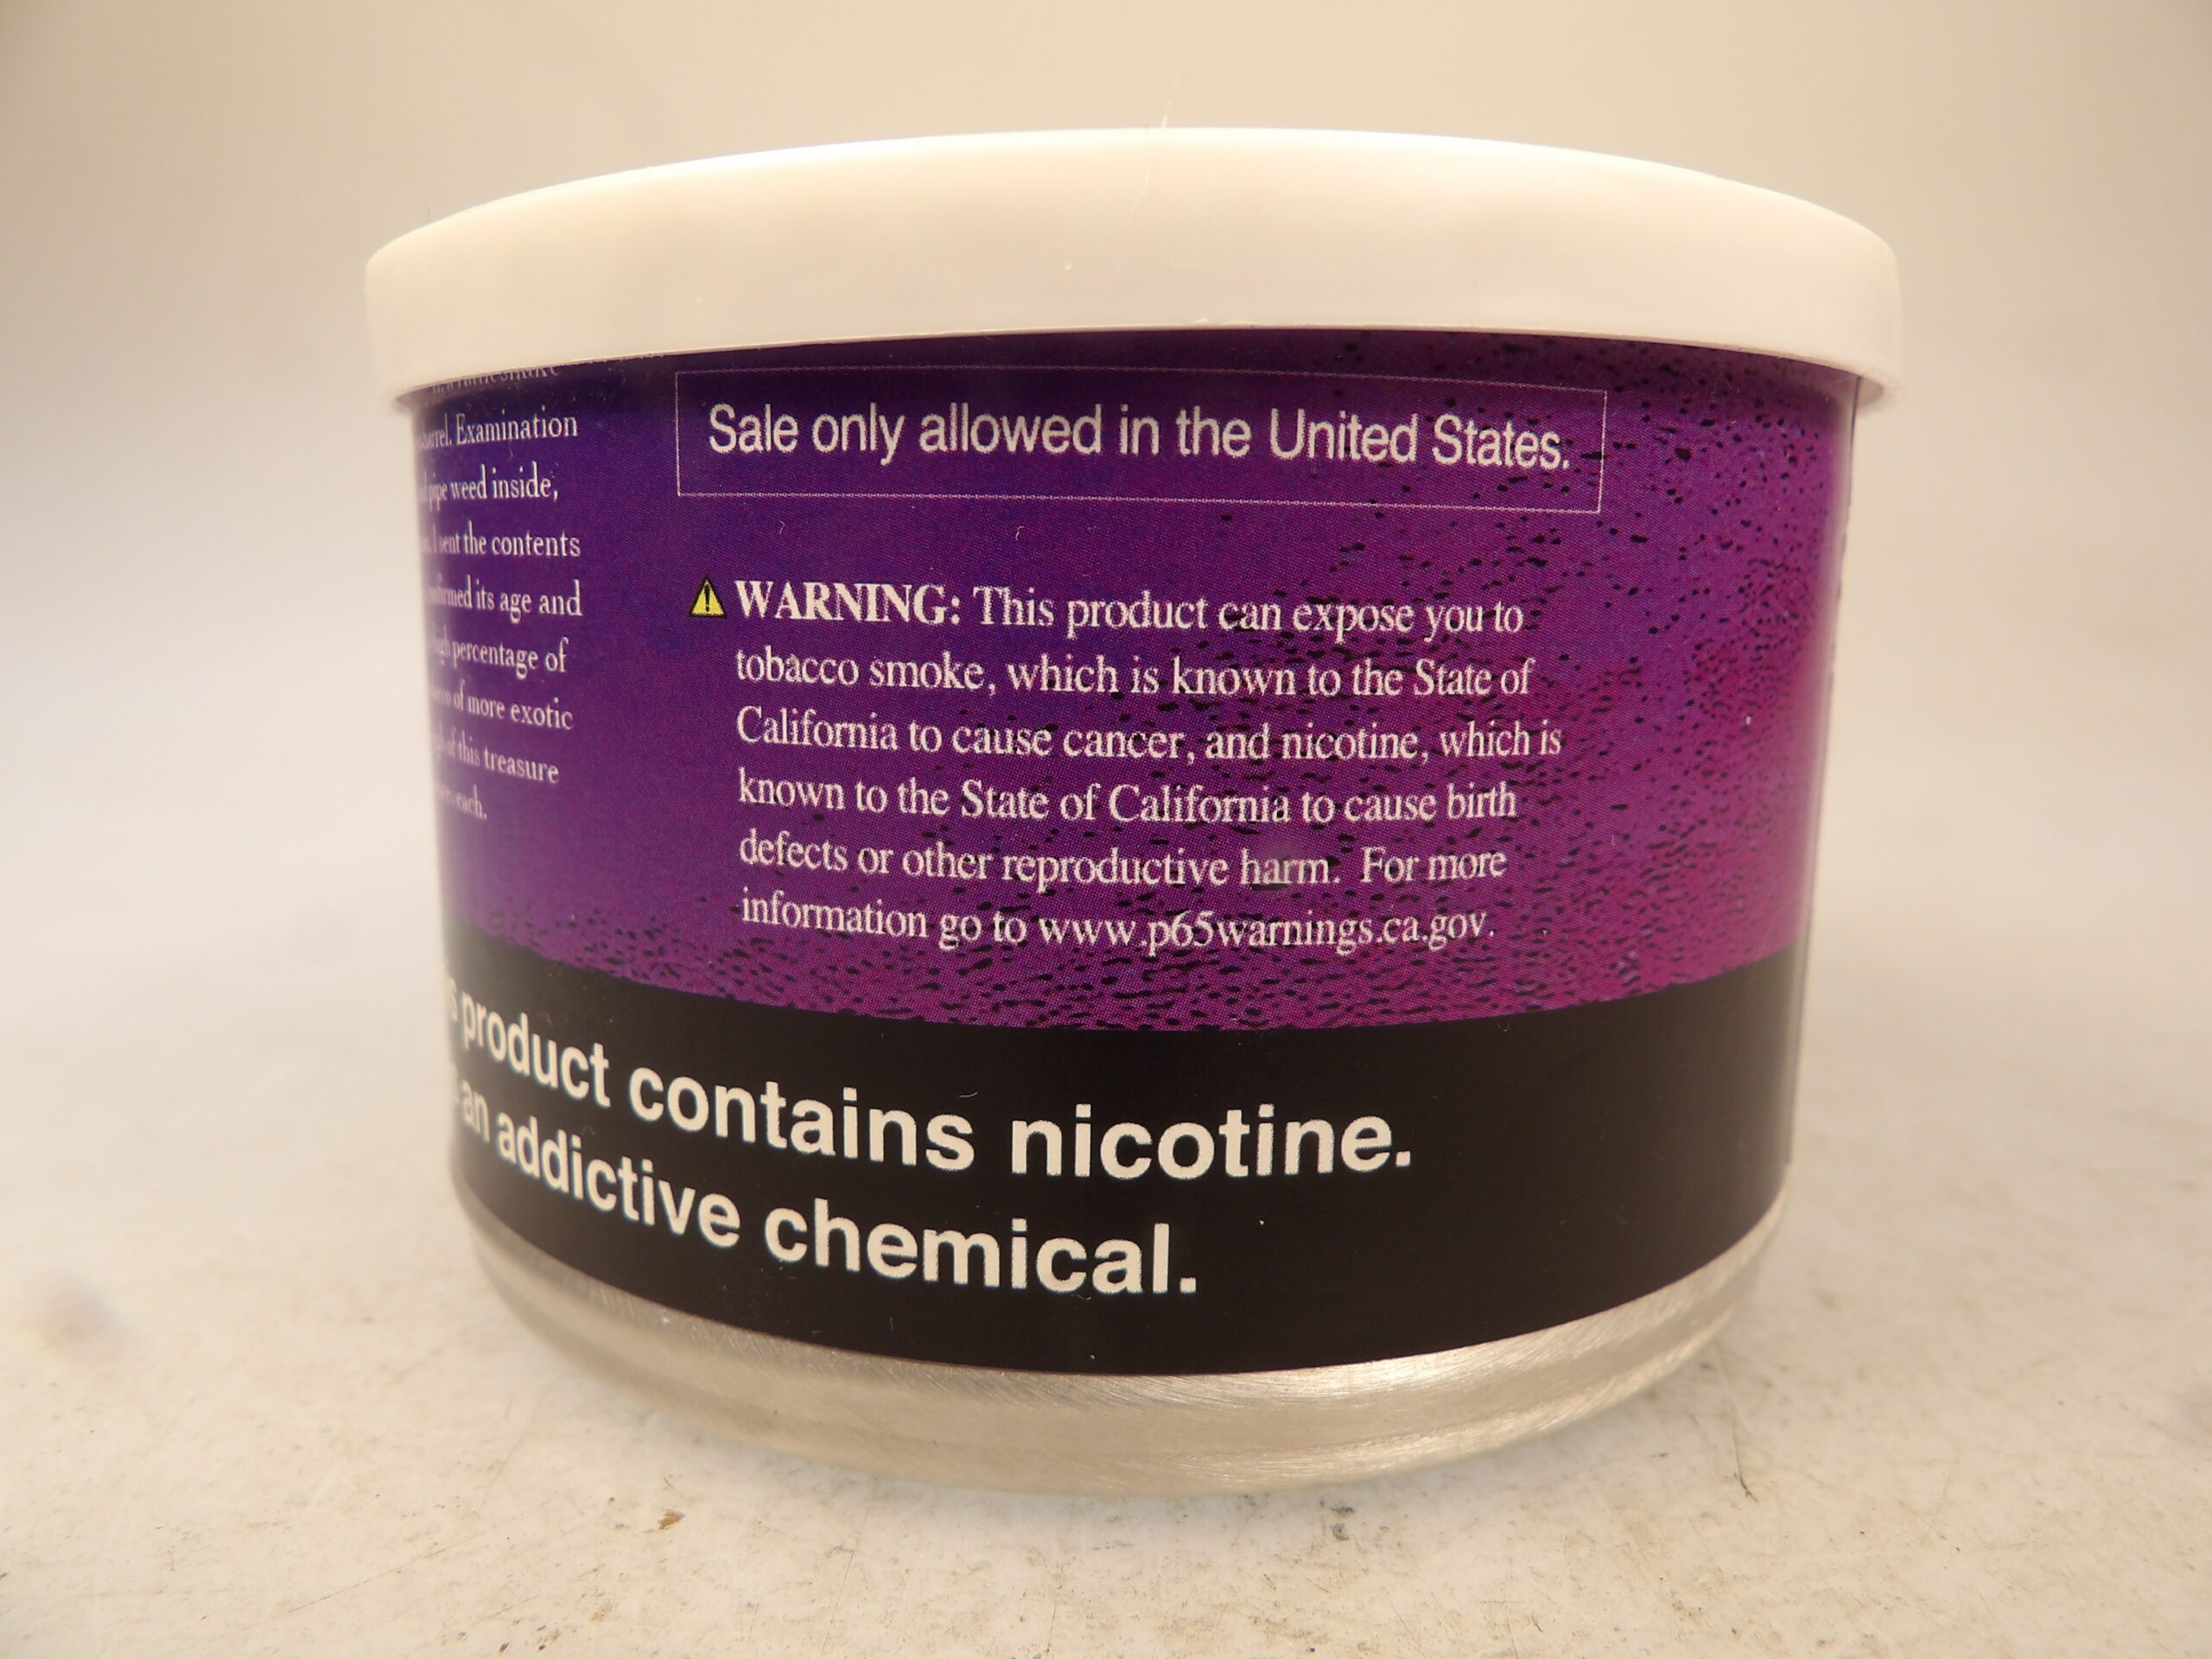 Examination
pipe weed inside,
sent the contents
its age and
percentage of
of more exotic
of this treasure
each.
Sale only allowed in the United States.
WARNING: This product can expose you to
tobacco smoke, which is known to the State of
California to cause cancer, and nicotine, which is
known to the State of California to cause birth
defects or other reproductive harm. For more
information go to www.p65warnings.ca.gov.
product contains nicotine.
an addictive chemical.